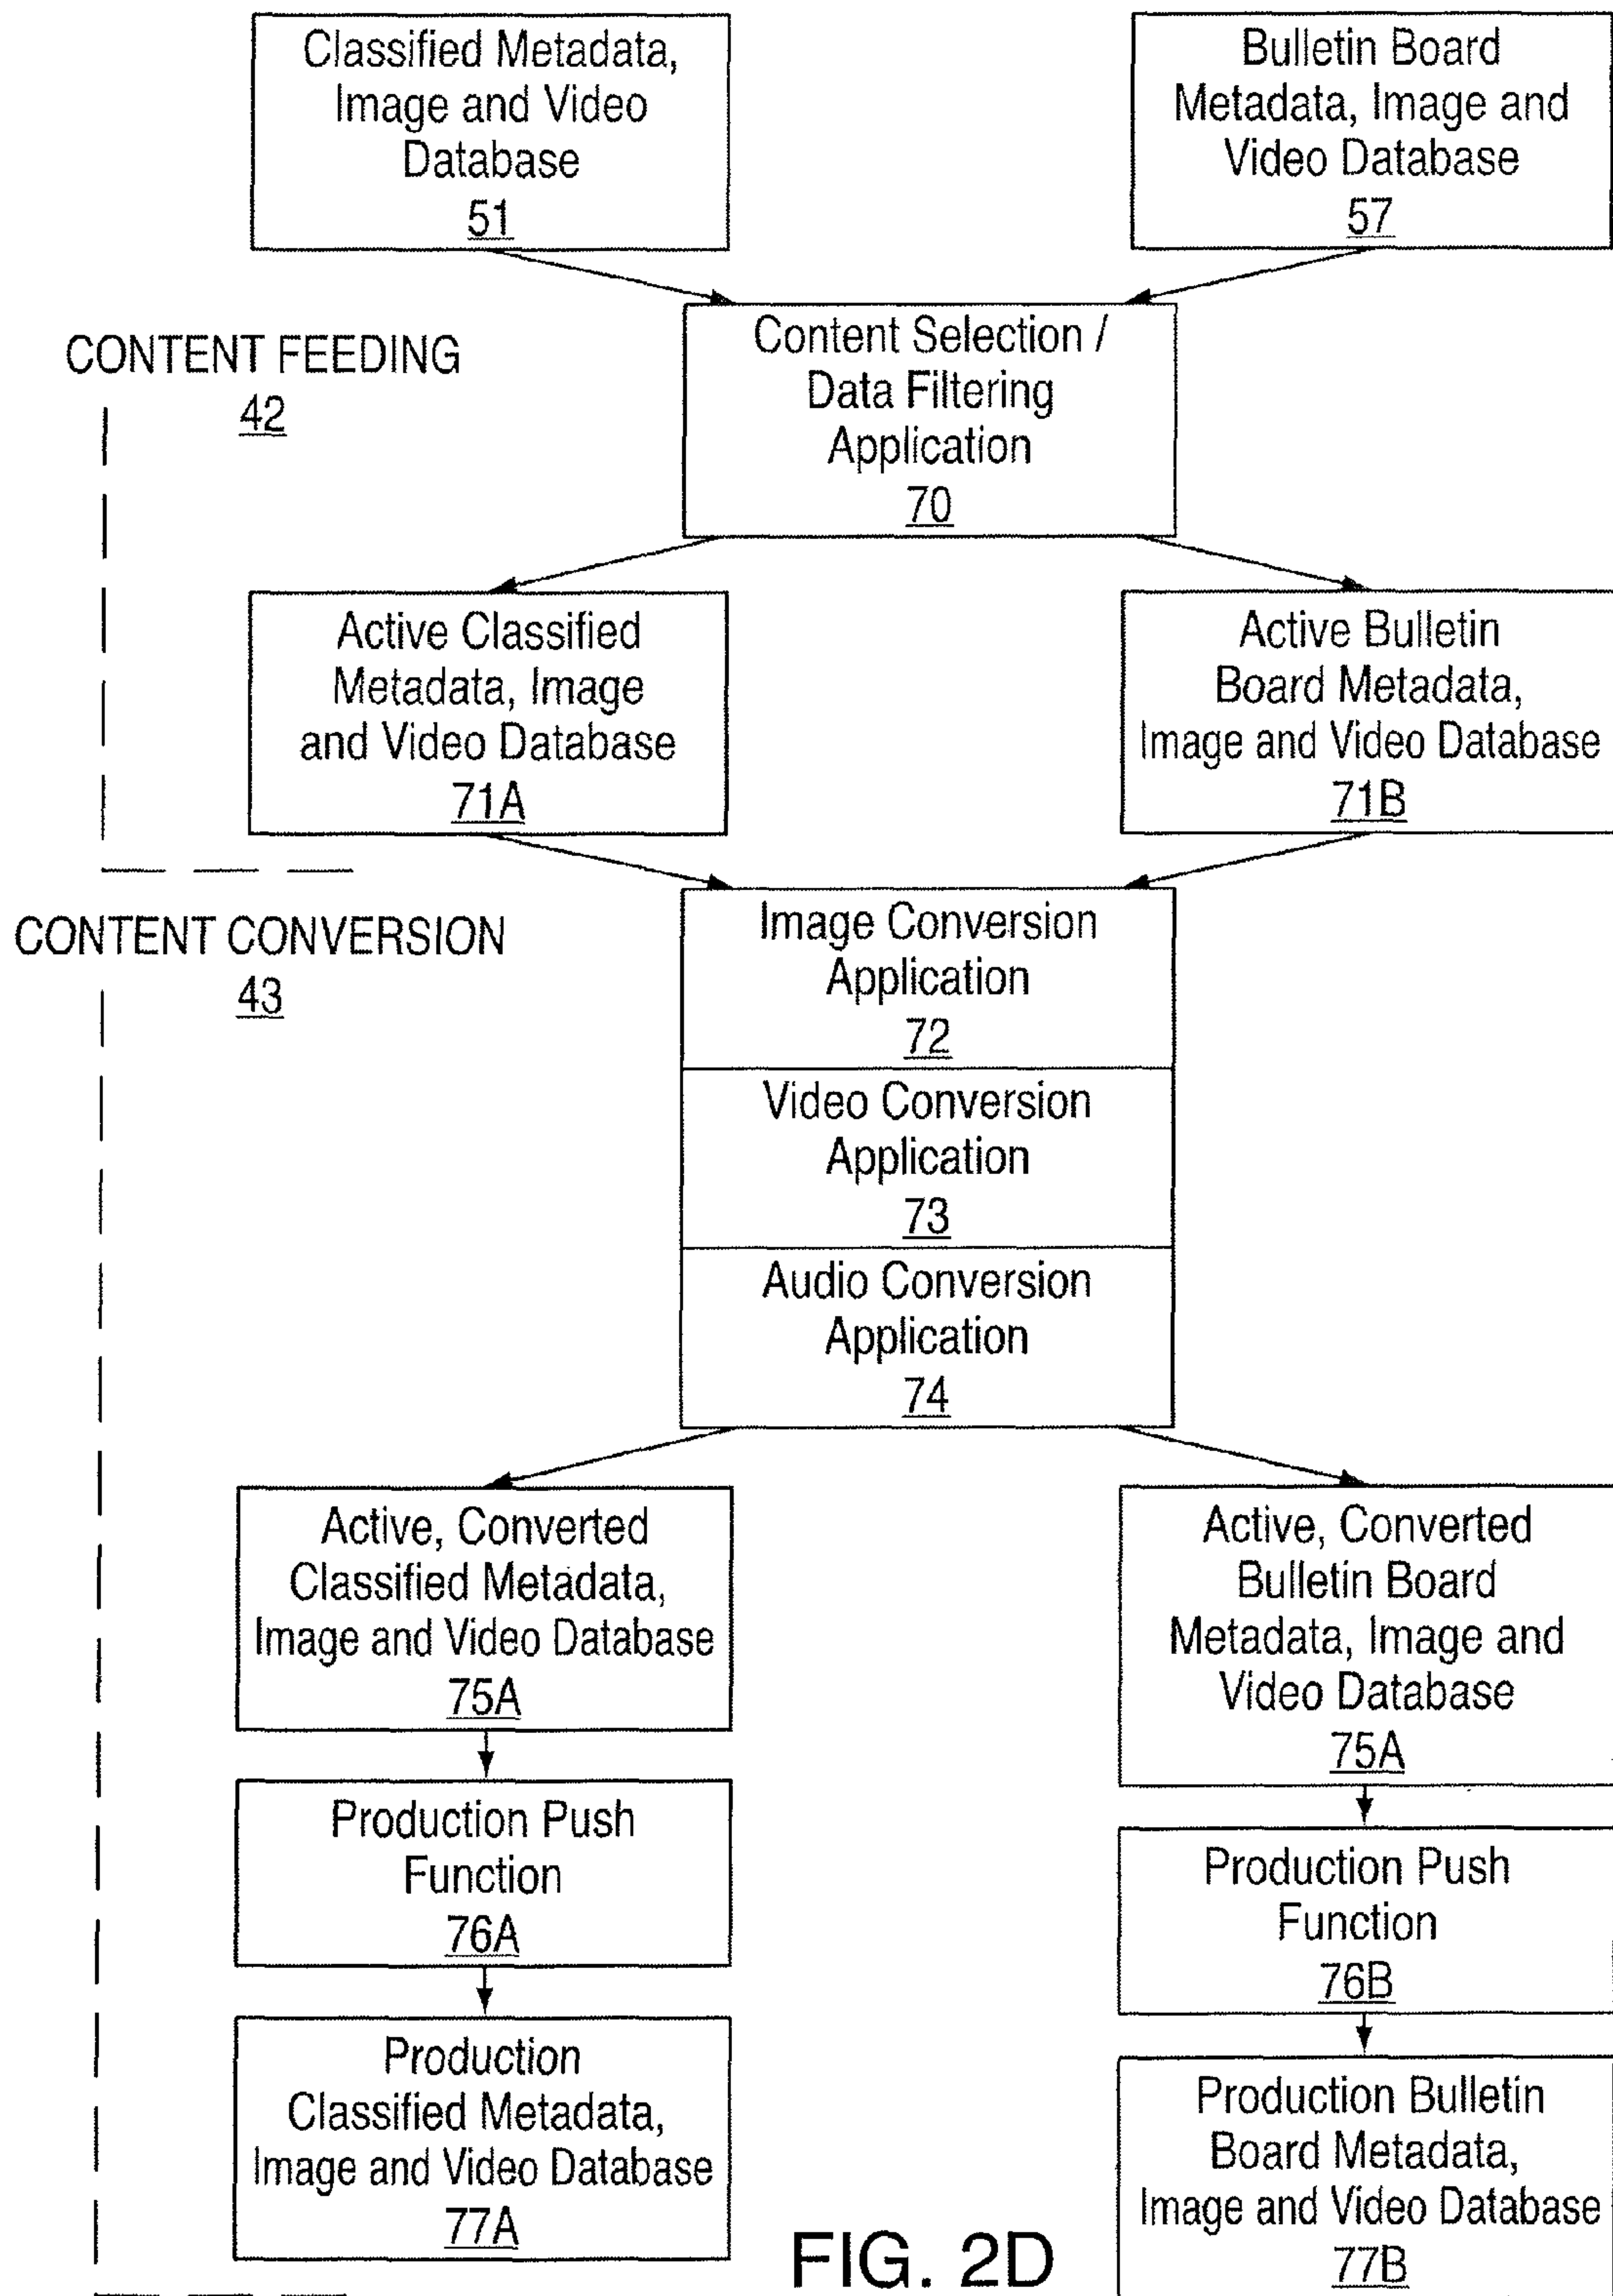 Classified Metadata,
Image and Video
Database
51
Bulletin Board
Metadata, Image and
Video Database
57
CONTENT FEEDING
42
Content Selection /
Data Filtering
Application
70
Active Classified
Metadata, Image
and Video Database
71A
Active Bulletin
Board Metadata,
Image and Video Database
71B
CONTENT CONVERSION
43
Image Conversion
Application
72
Video Conversion
Application
73
Audio Conversion
Application
74
Active, Converted
Classified Metadata,
Image and Video Database
75A
Active, Converted
Bulletin Board
Metadata, Image and
Video Database
75A
Production Push
Function
76A
Production Push
Function
76B
Production
Classified Metadata,
Image and Video Database
77A
Production Bulletin
Board Metadata,
Image and Video Database
77B
FIG. 2D